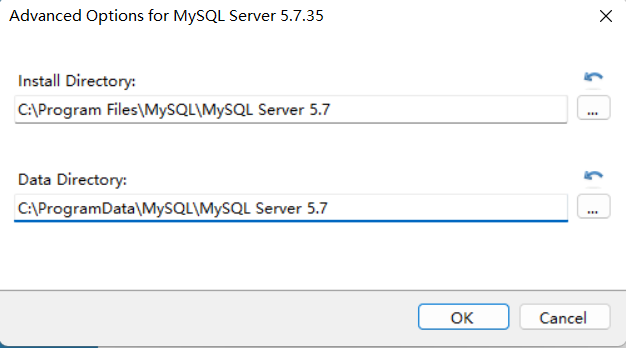 Advanced Options for MySQL Server 5.7.35
Install Directory:
C:\Program Files\MySQL\MySQL Server 5.7
...
Data Directory:
C:\ProgramData\MySQL\MySQL Server 5.7
...
OK
Cancel